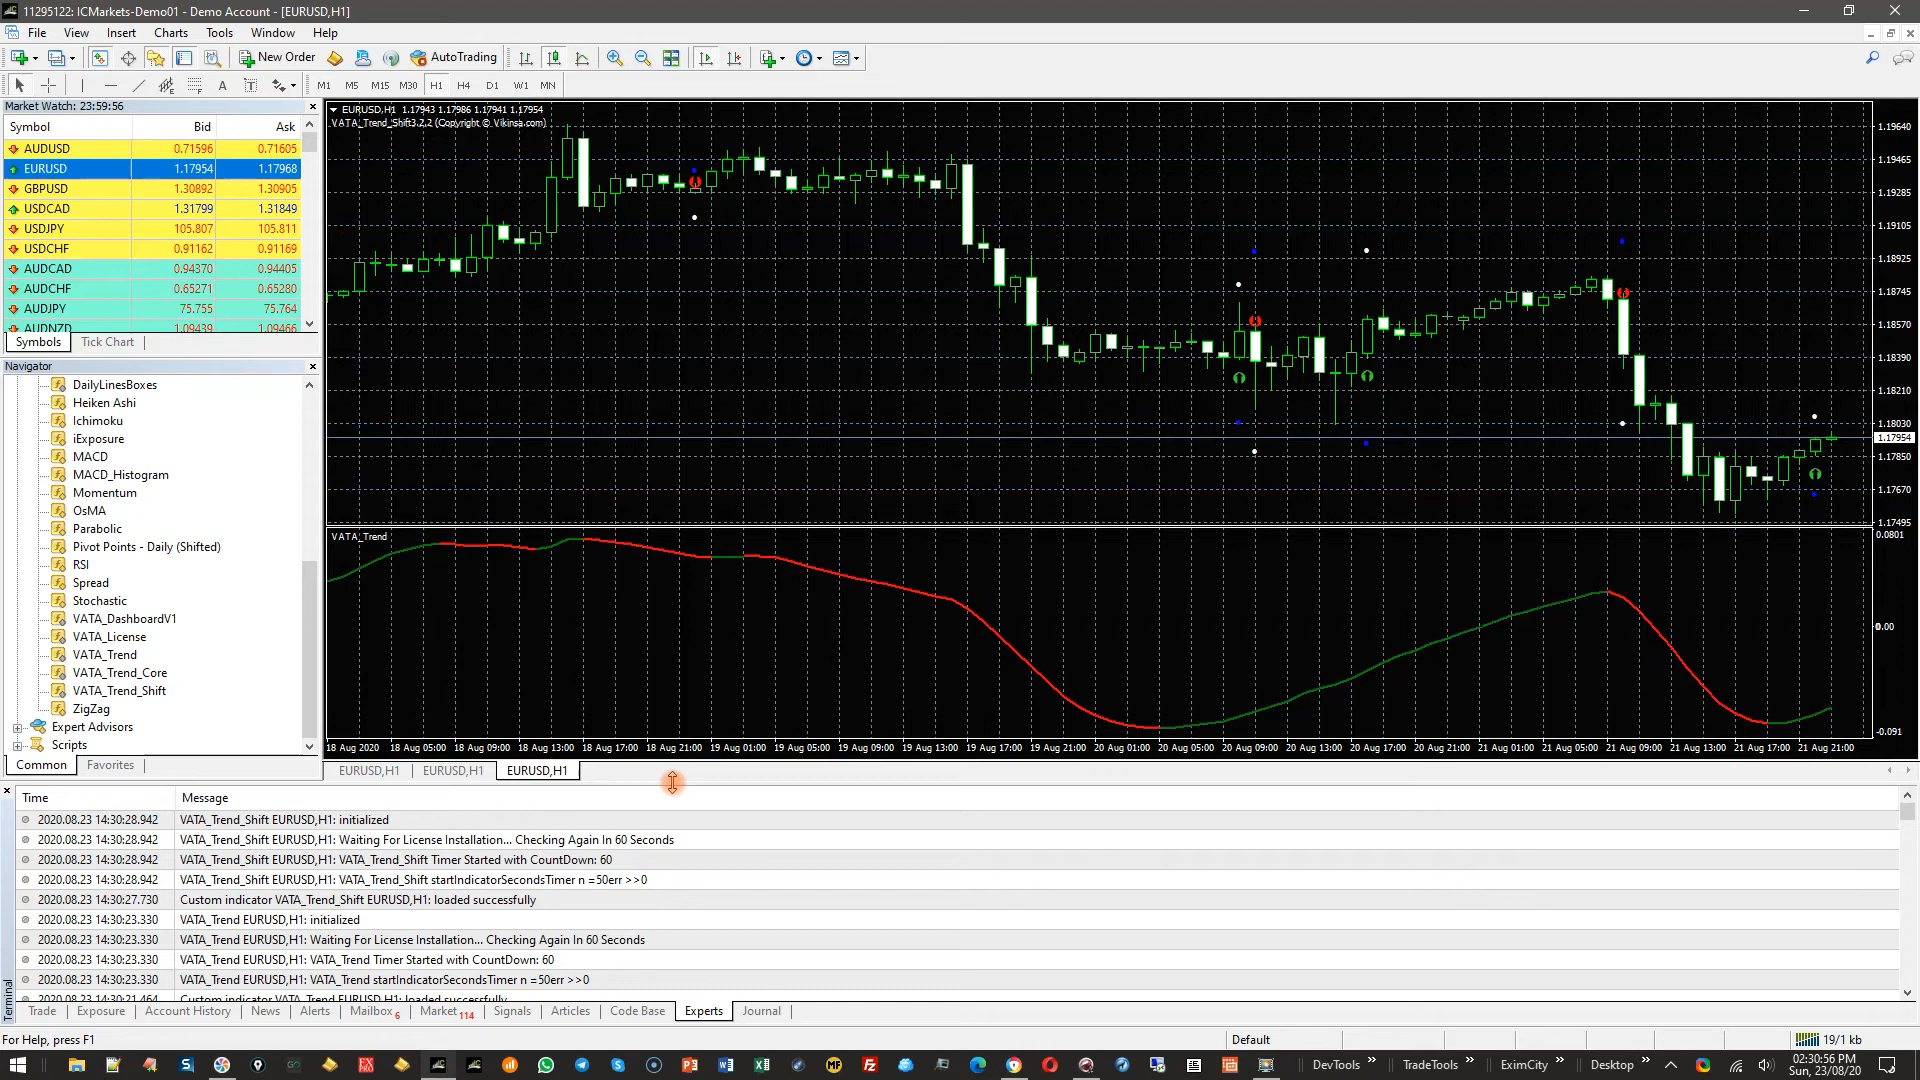 11295122: ICMarkets-Demo01 - Demo Account - [EURUSD,H1]
File View Insert Charts Tools Window Help
New Order AutoTrading
M1 M5 M15 M30 H1 H4 D1 W1 MN
Market Watch: 23:59:56
Symbol Bid Ask
AUDUSD 0.71596 0.71605
EURUSD 1.17954 1.17968
GBPUSD 1.30892 1.30905
USDCAD 1.31799 1.31849
USDJPY 105.807 105.811
USDCHF 0.91162 0.91169
AUDCAD 0.94370 0.94405
AUDCHF 0.65271 0.65280
AUDJPY 75.755 75.764
AUDNZD 1.09439 1.09466
Symbols Tick Chart
Navigator
DailyLinesBoxes
Heiken Ashi
Ichimoku
iExposure
MACD
MACD_Histogram
Momentum
OsMA
Parabolic
Pivot Points - Daily (Shifted)
RSI
Spread
Stochastic
VATA_DashboardV1
VATA_License
VATA_Trend
VATA_Trend_Core
VATA_Trend_Shift
ZigZag
Expert Advisors
Scripts
Common Favorites
EURUSD,H1 1.17943 1.17986 1.17941 1.17954
VATA_Trend_Shift3.2.2 (Copyright © Vikinsa.com)
1.19640
1.19465
1.19285
1.19105
1.18925
1.18745
1.18570
1.18390
1.18210
1.18030
1.17954
1.17850
1.17670
1.17495
VATA_Trend
0.0801
0.00
-0.091
18 Aug 2020 18 Aug 05:00 18 Aug 09:00 18 Aug 13:00 18 Aug 17:00 18 Aug 21:00 19 Aug 01:00 19 Aug 05:00 19 Aug 09:00 19 Aug 13:00 19 Aug 17:00 19 Aug 21:00 20 Aug 01:00 20 Aug 05:00 20 Aug 09:00 20 Aug 13:00 20 Aug 17:00 20 Aug 21:00 21 Aug 01:00 21 Aug 05:00 21 Aug 09:00 21 Aug 13:00 21 Aug 17:00 21 Aug 21:00
EURUSD,H1 EURUSD,H1 EURUSD,H1
Time Message
2020.08.23 14:30:28.942 VATA_Trend_Shift EURUSD,H1: initialized
2020.08.23 14:30:28.942 VATA_Trend_Shift EURUSD,H1: Waiting For License Installation... Checking Again In 60 Seconds
2020.08.23 14:30:28.942 VATA_Trend_Shift EURUSD,H1: VATA_Trend_Shift Timer Started with CountDown: 60
2020.08.23 14:30:28.942 VATA_Trend_Shift EURUSD,H1: VATA_Trend_Shift startIndicatorSecondsTimer n =50err >>0
2020.08.23 14:30:27.730 Custom indicator VATA_Trend_Shift EURUSD,H1: loaded successfully
2020.08.23 14:30:23.330 VATA_Trend EURUSD,H1: initialized
2020.08.23 14:30:23.330 VATA_Trend EURUSD,H1: Waiting For License Installation... Checking Again In 60 Seconds
2020.08.23 14:30:23.330 VATA_Trend EURUSD,H1: VATA_Trend Timer Started with CountDown: 60
2020.08.23 14:30:23.330 VATA_Trend EURUSD,H1: VATA_Trend startIndicatorSecondsTimer n =50err >>0
2020.08.23 14:30:21.464 Custom indicator VATA_Trend EURUSD,H1: loaded successfully
Terminal
Trade Exposure Account History News Alerts Mailbox 6 Market 114 Signals Articles Code Base Experts Journal
For Help, press F1 Default 19/1 kb
DevTools TradeTools EximCity Desktop
02:30:56 PM
Sun, 23/08/20